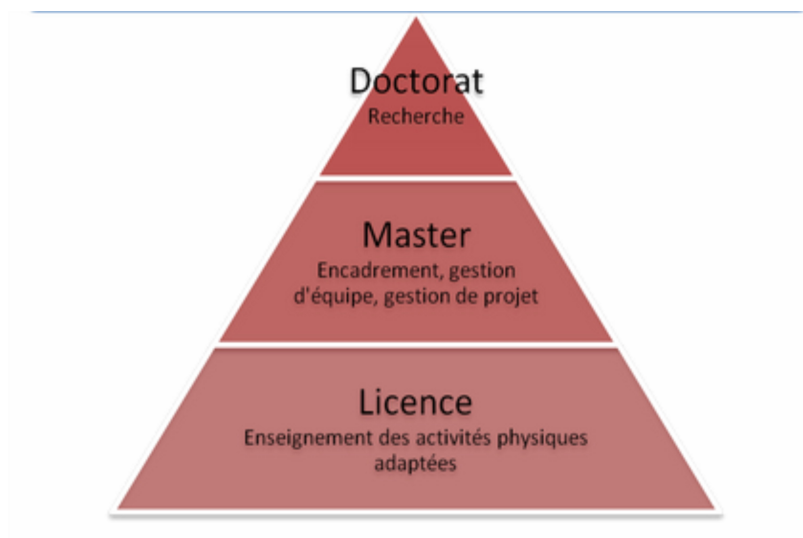 Doctorat
Recherche
Master
Encadrement, gestion
d'équipe, gestion de projet
Licence
Enseignement des activités physiques
adaptées